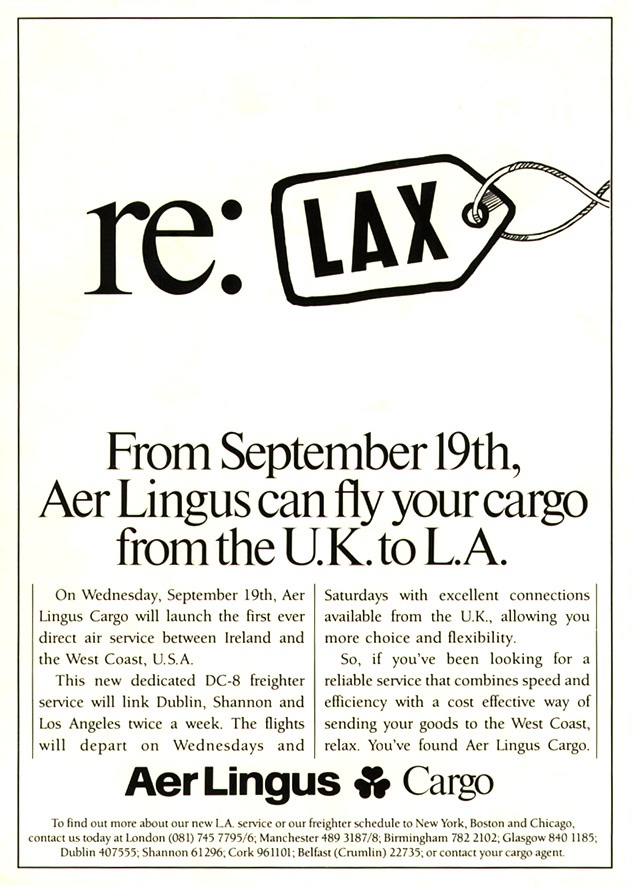 re: LAX
From September 19th,
Aer Lingus can fly your cargo
from the U.K. to L.A.
On Wednesday, September 19th, Aer
Lingus Cargo will launch the first ever
direct air service between Ireland and
the West Coast, U.S.A.
This new dedicated DC-8 freighter
service will link Dublin, Shannon and
Los Angeles twice a week. The flights
will depart on Wednesdays and
Saturdays with excellent connections
available from the U.K., allowing you
more choice and flexibility.
So, if you've been looking for a
reliable service that combines speed and
efficiency with a cost effective way of
sending your goods to the West Coast,
relax. You've found Aer Lingus Cargo.
Aer Lingus Cargo
To find out more about our new L.A. service or our freighter schedule to New York, Boston and Chicago,
contact us today at London (081) 745 7795/6; Manchester 489 3187/8; Birmingham 782 2102; Glasgow 840 1185;
Dublin 407555; Shannon 61296; Cork 961101; Belfast (Crumlin) 22735; or contact your cargo agent.